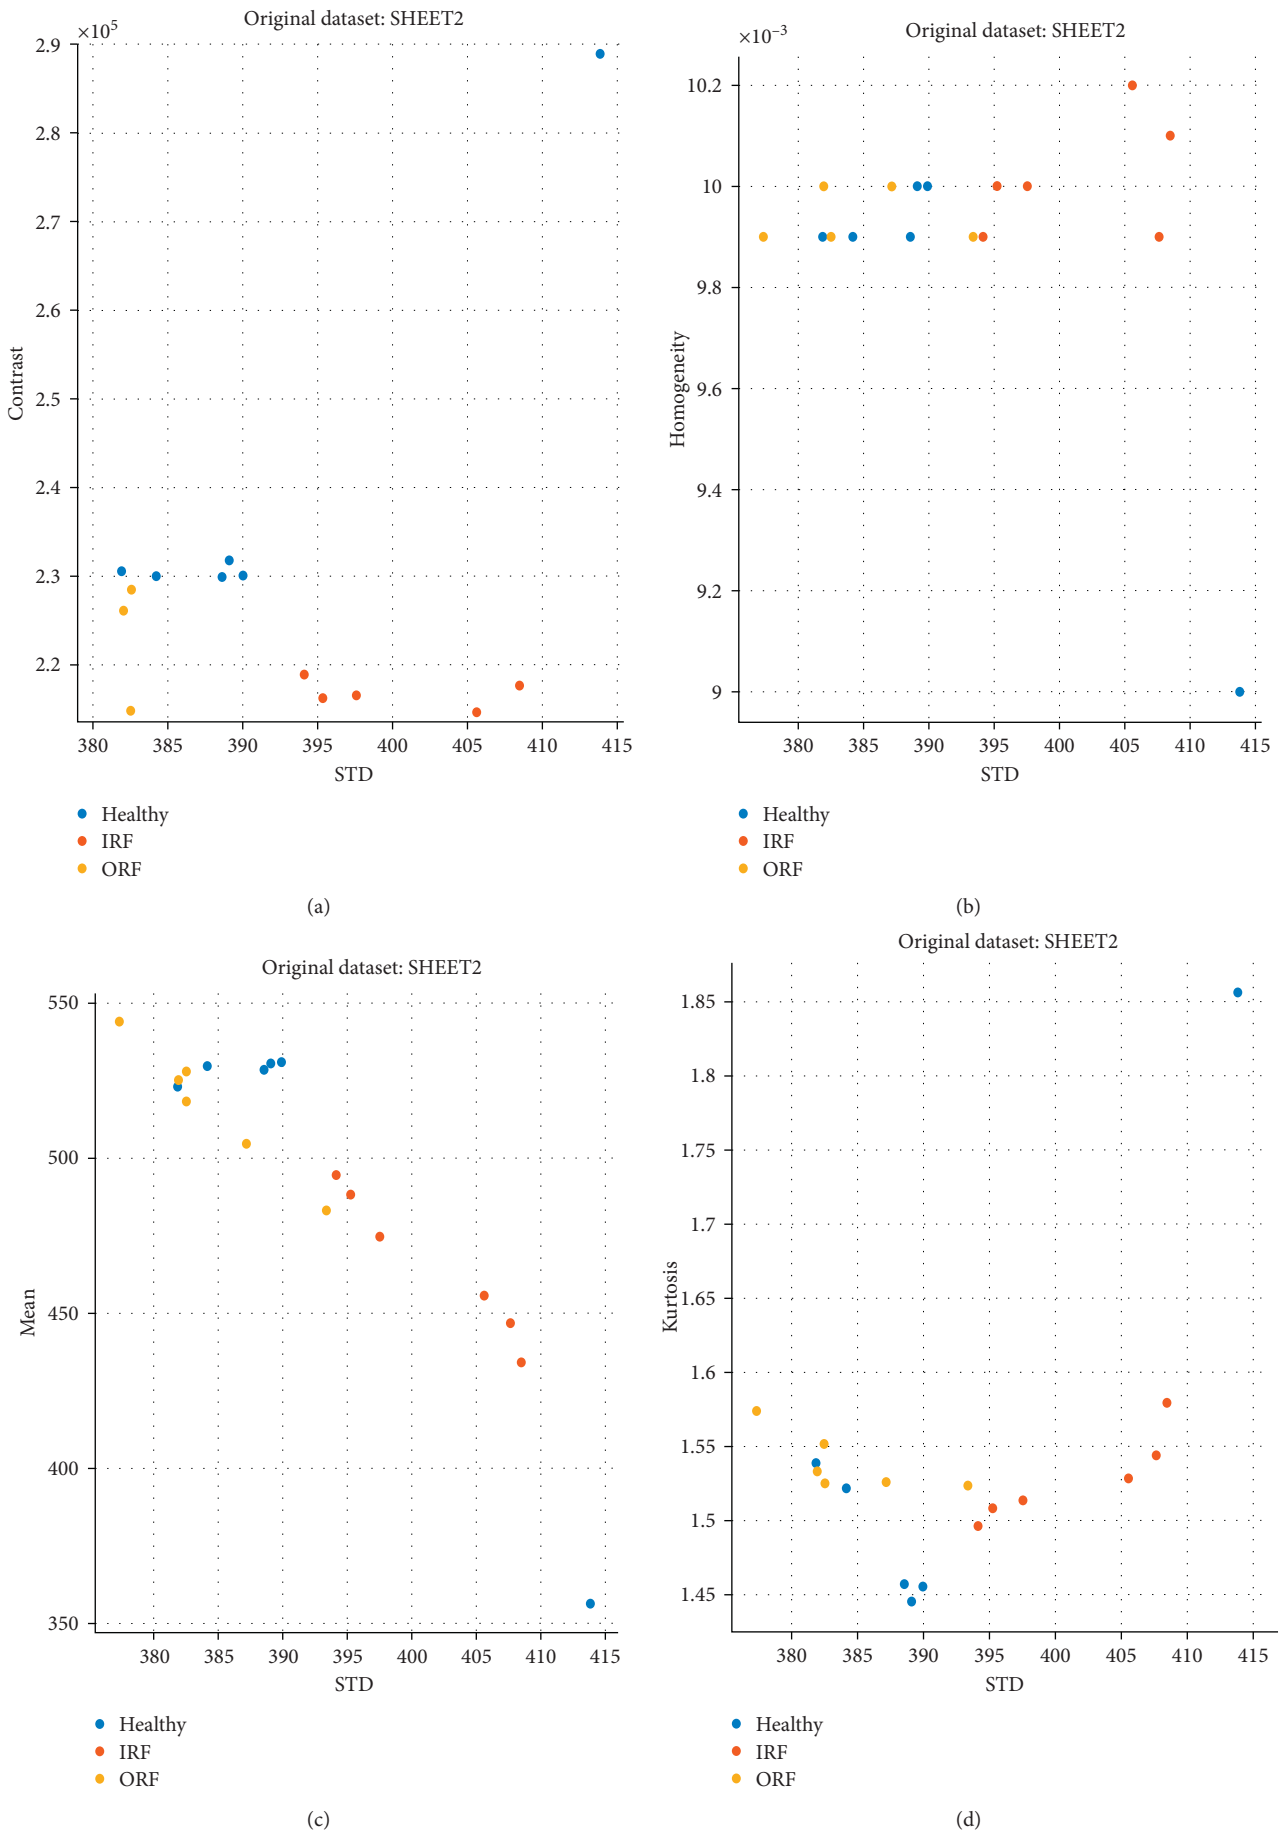 Original dataset: SHEET2
×10⁵
2.9
2.8
2.7
2.6
2.5
2.4
2.3
2.2
Contrast
380 385 390 395 400 405 410 415
STD
Healthy
IRF
ORF
(a)
Original dataset: SHEET2
×10⁻³
10.2
10
9.8
9.6
9.4
9.2
9
Homogeneity
380 385 390 395 400 405 410 415
STD
Healthy
IRF
ORF
(b)
Original dataset: SHEET2
550
500
450
400
350
Mean
380 385 390 395 400 405 410 415
STD
Healthy
IRF
ORF
(c)
Original dataset: SHEET2
1.85
1.8
1.75
1.7
1.65
1.6
1.55
1.5
1.45
Kurtosis
380 385 390 395 400 405 410 415
STD
Healthy
IRF
ORF
(d)